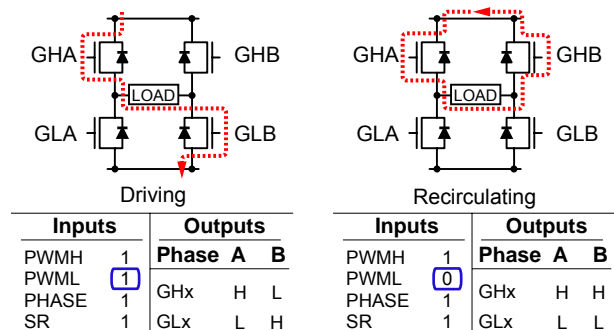 GHA GHB
LOAD
GLA GLB
Driving
Inputs Outputs
PWMH 1 Phase A B
PWML 1
GHx H L
PHASE 1
SR 1 GLx L H
GHA GHB
LOAD
GLA GLB
Recirculating
Inputs Outputs
PWMH 1 Phase A B
PWML 0
GHx H H
PHASE 1
SR 1 GLx L L